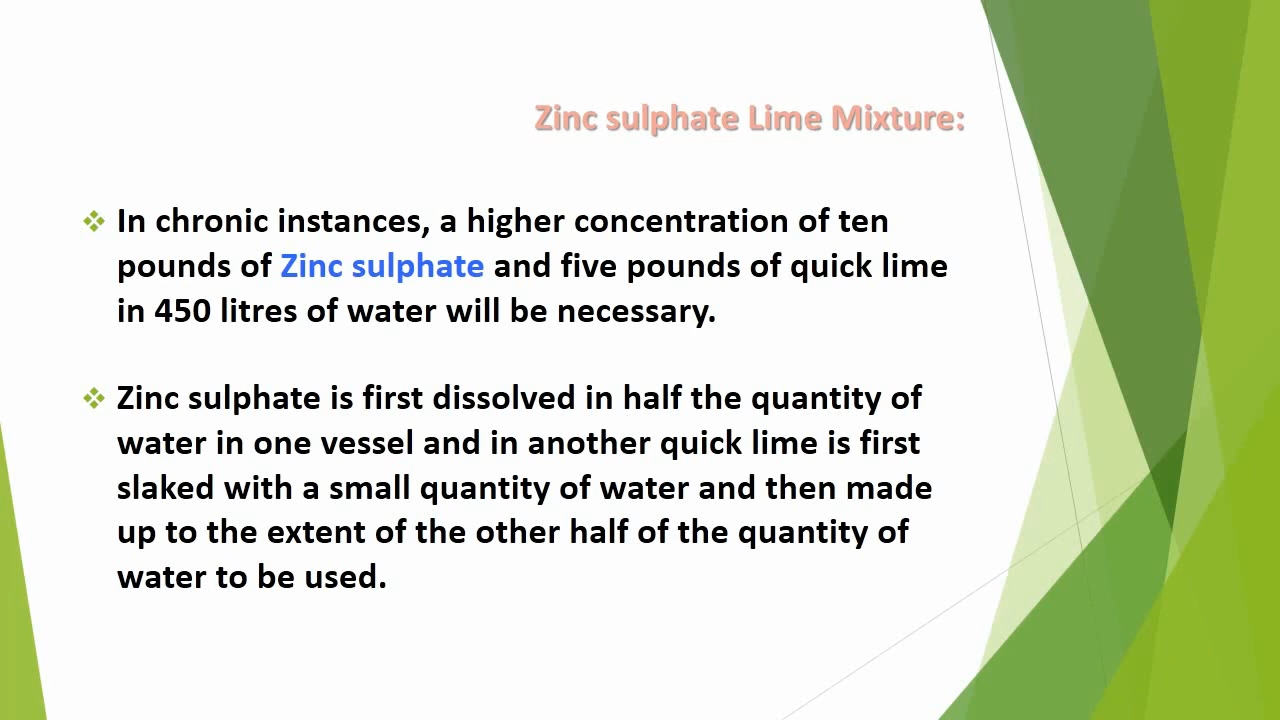 Zinc sulphate Lime Mixture:
In chronic instances, a higher concentration of ten
pounds of Zinc sulphate and five pounds of quick lime
in 450 litres of water will be necessary.
Zinc sulphate is first dissolved in half the quantity of
water in one vessel and in another quick lime is first
slaked with a small quantity of water and then made
up to the extent of the other half of the quantity of
water to be used.